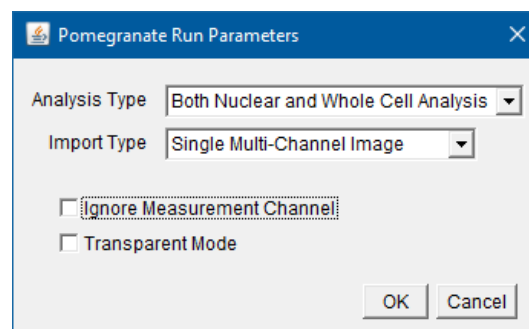 Pomegranate Run Parameters
Analysis Type Both Nuclear and Whole Cell Analysis
Import Type Single Multi-Channel Image
Ignore Measurement Channel
Transparent Mode
OK Cancel